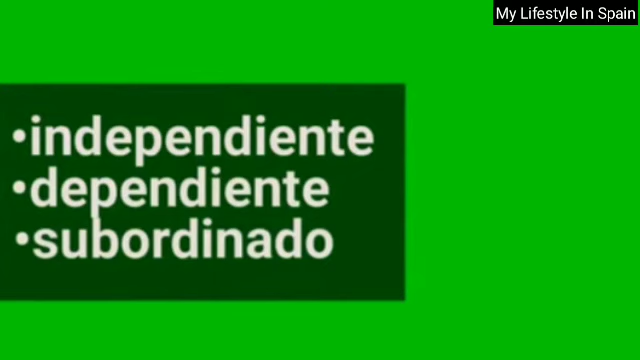 My Lifestyle In Spain
•independiente
•dependiente
•subordinado